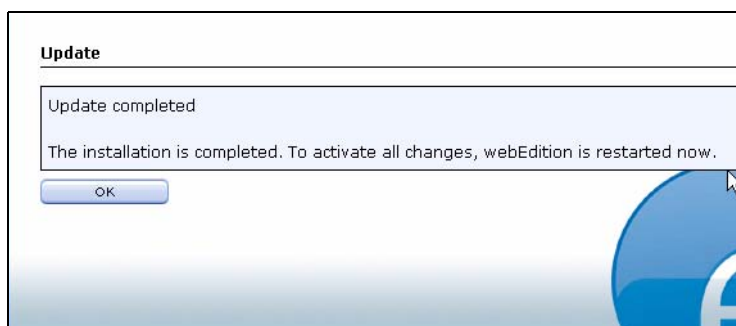 Update
Update completed
The installation is completed. To activate all changes, webEdition is restarted now.
OK
e